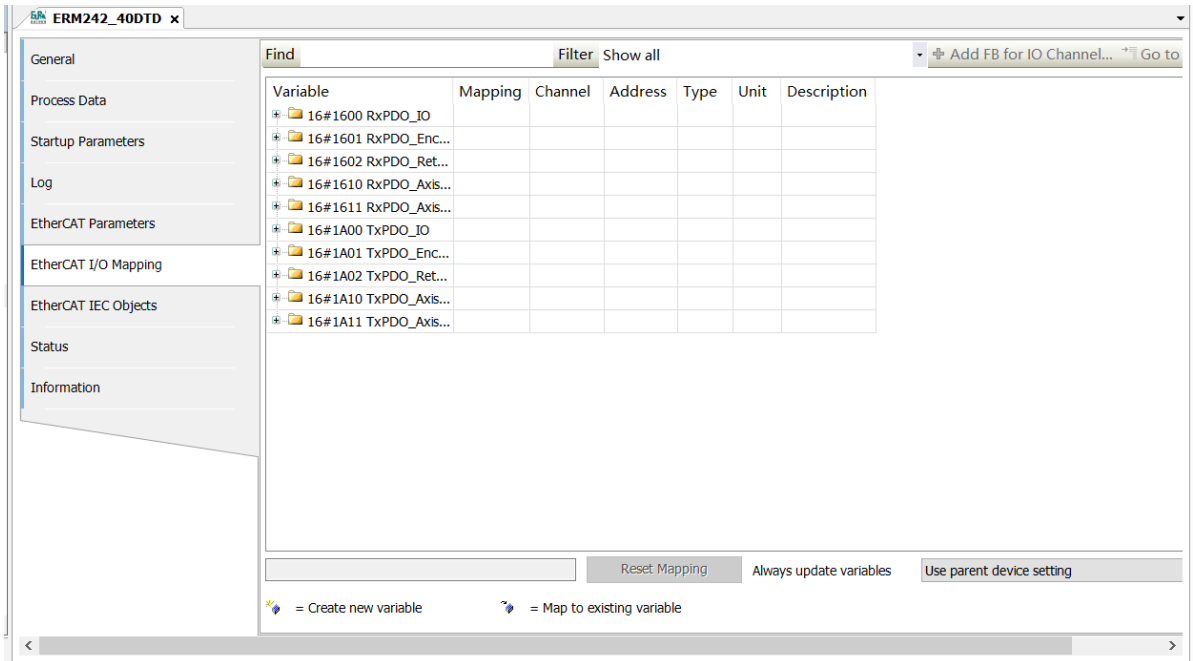 ERM242_40DTD x
General
Process Data
Startup Parameters
Log
EtherCAT Parameters
EtherCAT I/O Mapping
EtherCAT IEC Objects
Status
Information
Find Filter Show all Add FB for IO Channel... Go to
Variable Mapping Channel Address Type Unit Description
16#1600 RxPDO_IO
16#1601 RxPDO_Enc...
16#1602 RxPDO_Ret...
16#1610 RxPDO_Axis...
16#1611 RxPDO_Axis...
16#1A00 TxPDO_IO
16#1A01 TxPDO_Enc...
16#1A02 TxPDO_Ret...
16#1A10 TxPDO_Axis...
16#1A11 TxPDO_Axis...
Reset Mapping Always update variables Use parent device setting
= Create new variable = Map to existing variable